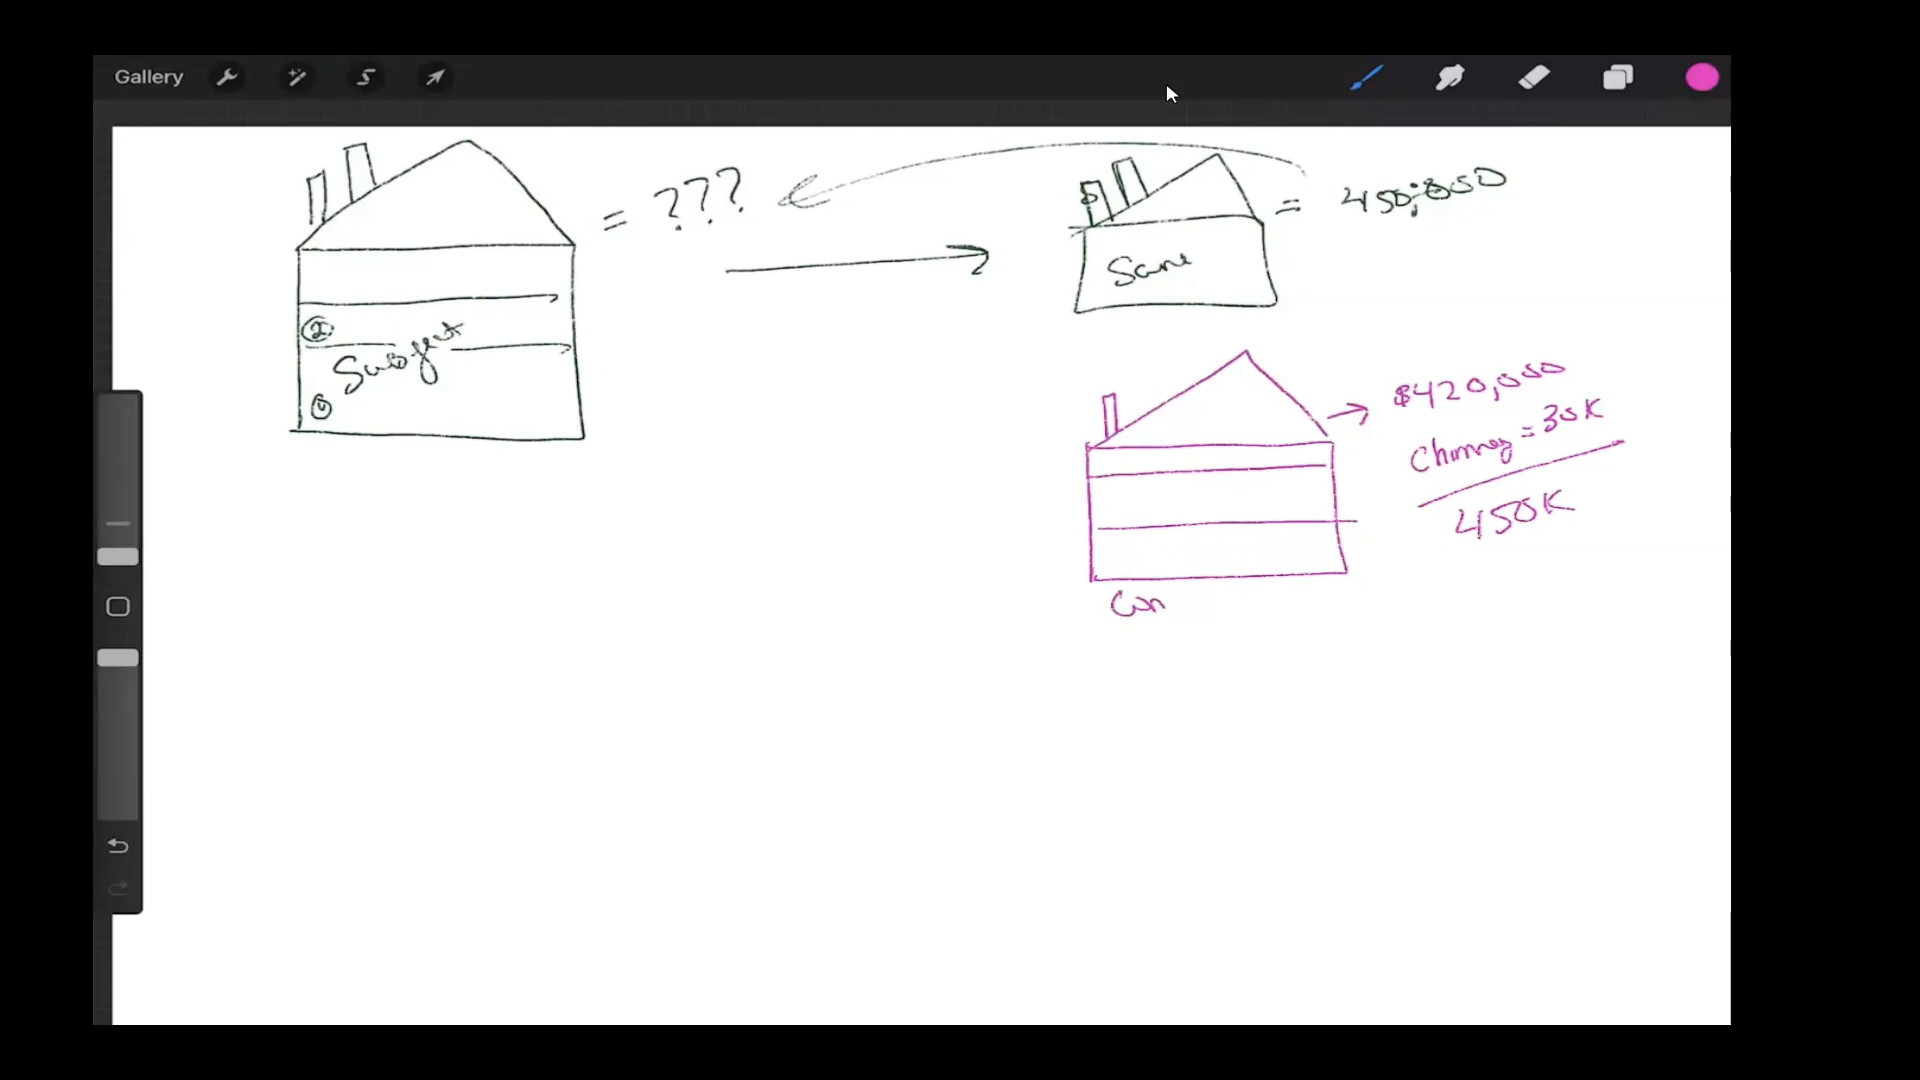 Gallery
= ???
= 450,000
Same
②
Subject
①
$420,000
Chimney = 30K
450K
Com